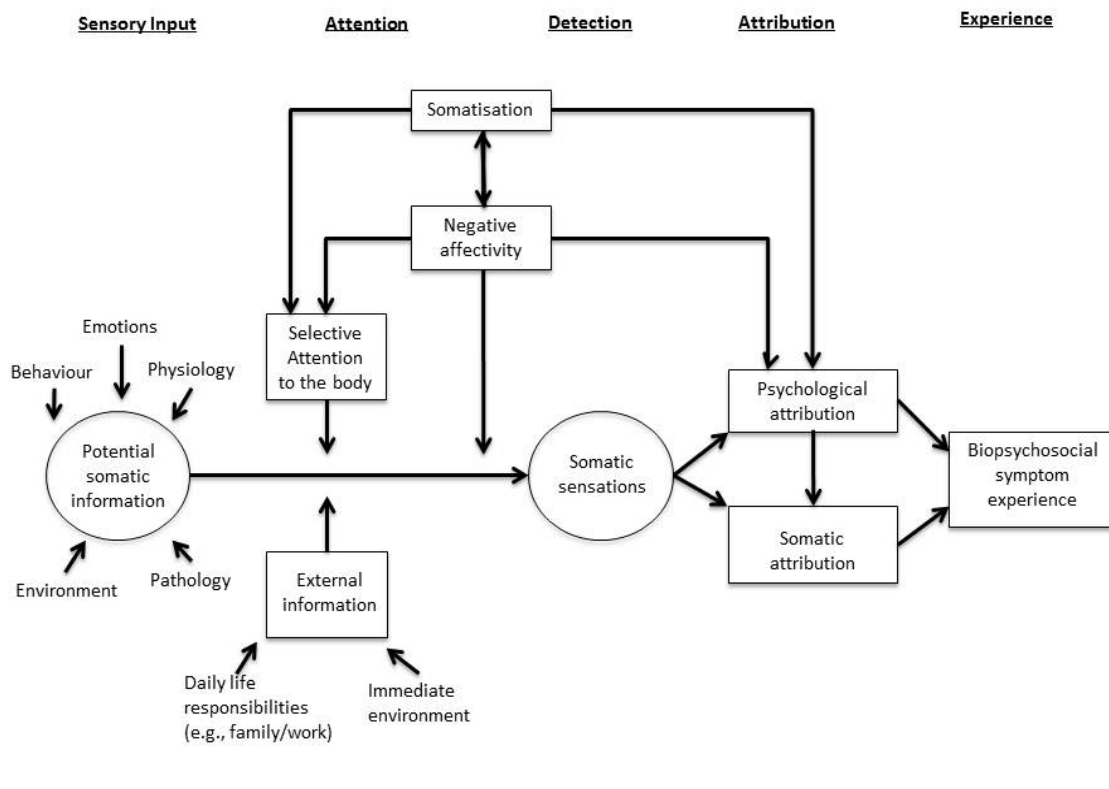 Sensory Input
Attention
Detection
Attribution
Experience
Somatisation
Negative
affectivity
Selective
Attention
to the body
Emotions
Behaviour
Physiology
Potential
somatic
information
Environment
Pathology
External
information
Daily life
responsibilities
(e.g., family/work)
Immediate
environment
Somatic
sensations
Psychological
attribution
Somatic
attribution
Biopsychosocial
symptom
experience